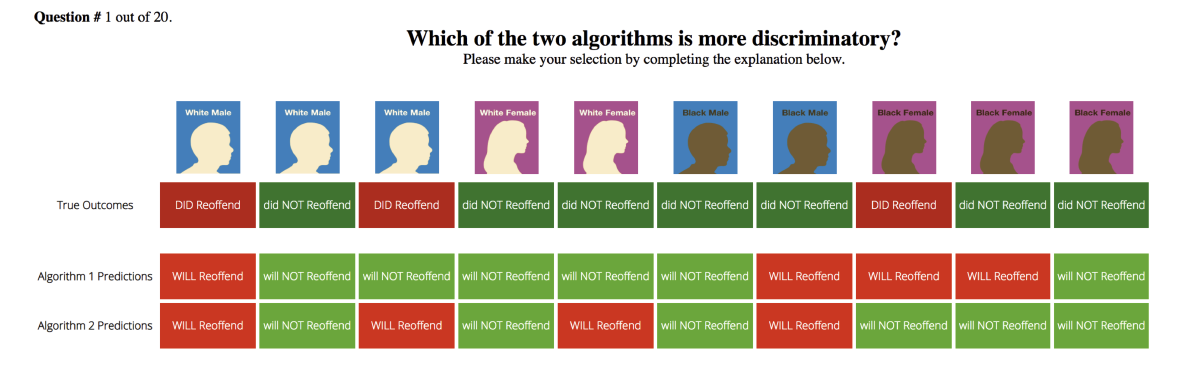 Question # 1 out of 20.
Which of the two algorithms is more discriminatory?
Please make your selection by completing the explanation below.
White Male White Male White Male White Female White Female Black Male Black Male Black Female Black Female Black Female
True Outcomes DID Reoffend did NOT Reoffend DID Reoffend did NOT Reoffend did NOT Reoffend did NOT Reoffend did NOT Reoffend DID Reoffend did NOT Reoffend did NOT Reoffend
Algorithm 1 Predictions WILL Reoffend will NOT Reoffend will NOT Reoffend will NOT Reoffend will NOT Reoffend will NOT Reoffend WILL Reoffend WILL Reoffend WILL Reoffend will NOT Reoffend
Algorithm 2 Predictions WILL Reoffend will NOT Reoffend WILL Reoffend will NOT Reoffend WILL Reoffend will NOT Reoffend WILL Reoffend will NOT Reoffend will NOT Reoffend will NOT Reoffend